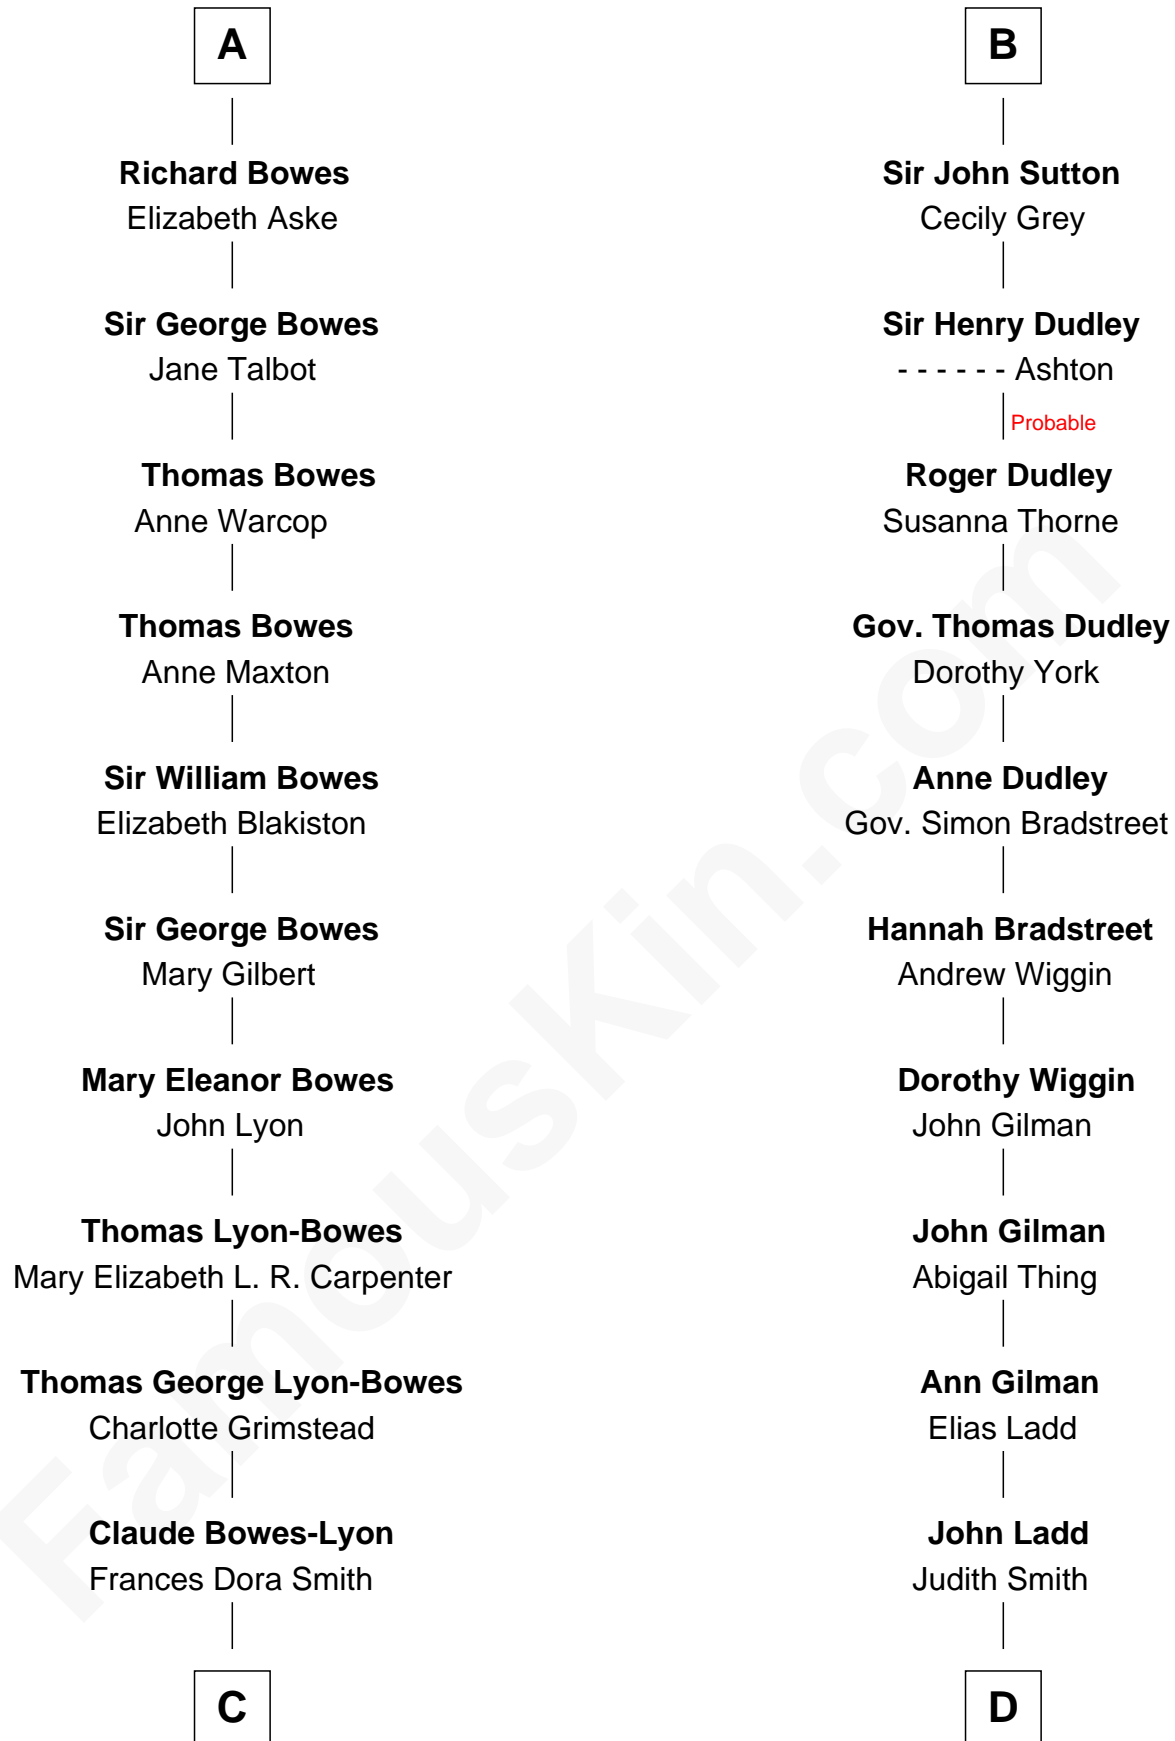 A
Richard Bowes
Elizabeth Aske
Sir George Bowes
Jane Talbot
Thomas Bowes
Anne Warcop
Thomas Bowes
Anne Maxton
Sir William Bowes
Elizabeth Blakiston
Sir George Bowes
Mary Gilbert
Mary Eleanor Bowes
John Lyon
Thomas Lyon-Bowes
Mary Elizabeth L. R. Carpenter
Thomas George Lyon-Bowes
Charlotte Grimstead
Claude Bowes-Lyon
Frances Dora Smith
C
B
Sir John Sutton
Cecily Grey
Sir Henry Dudley
- - - - - - Ashton
Probable
Roger Dudley
Susanna Thorne
Gov. Thomas Dudley
Dorothy York
Anne Dudley
Gov. Simon Bradstreet
Hannah Bradstreet
Andrew Wiggin
Dorothy Wiggin
John Gilman
John Gilman
Abigail Thing
Ann Gilman
Elias Ladd
John Ladd
Judith Smith
D
FamousKin.com